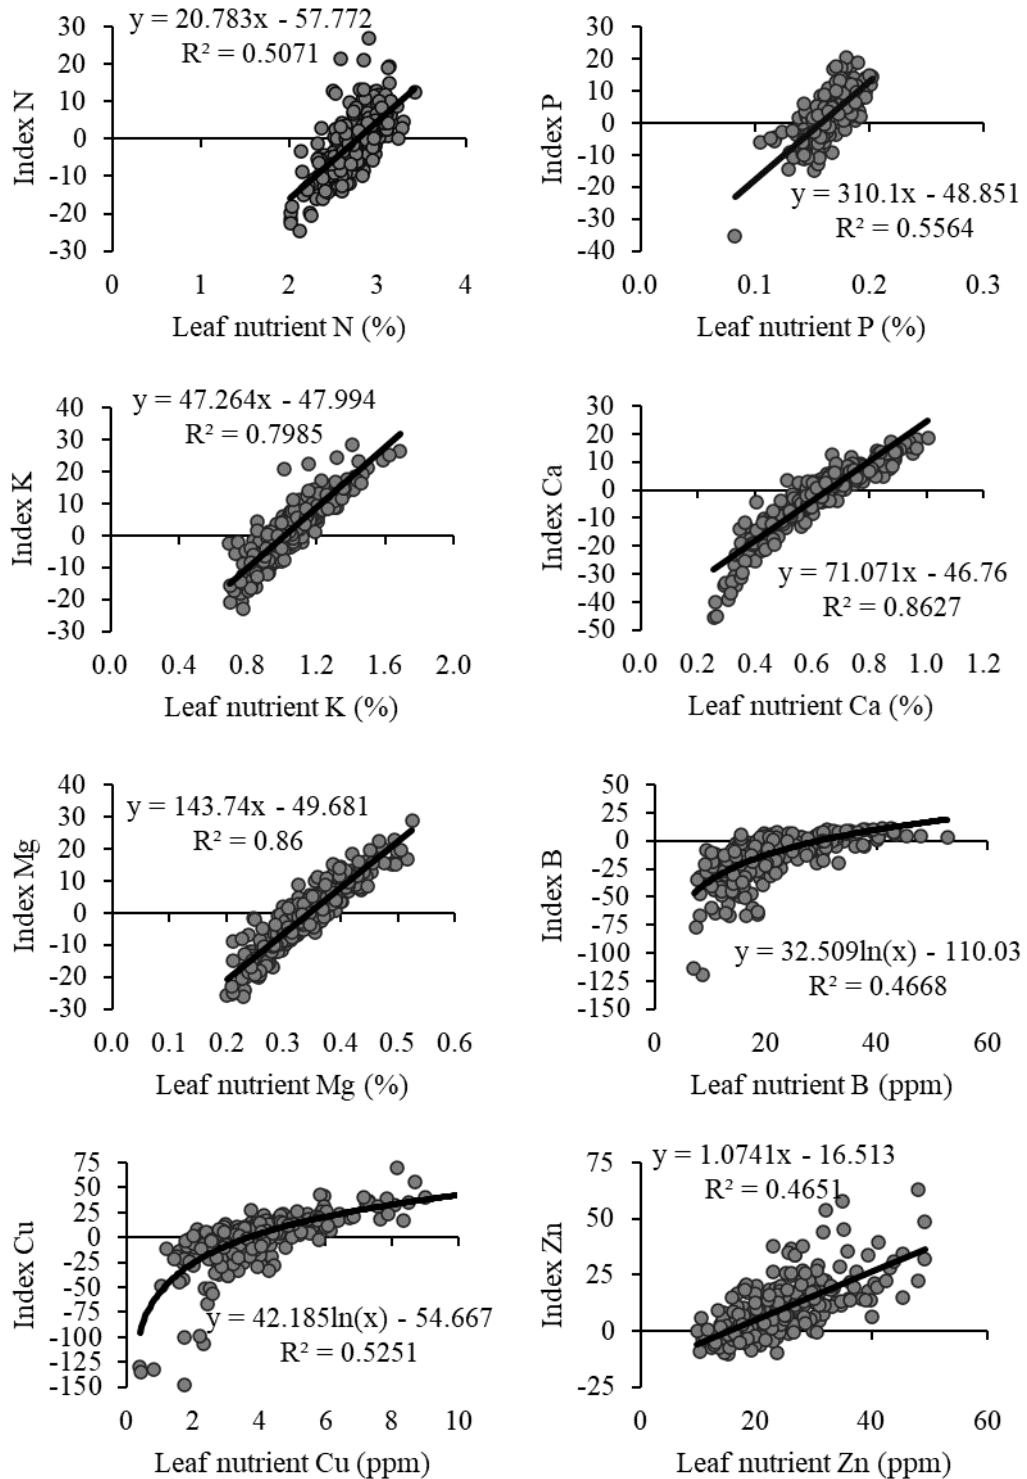 y = 20.783x - 57.772
R² = 0.5071
30
20
10
0
-10
-20
-30
Index N
0 1 2 3 4
Leaf nutrient N (%)
30
20
10
0
-10
-20
-30
-40
Index P
y = 310.1x - 48.851
R² = 0.5564
0.0 0.1 0.2 0.3
Leaf nutrient P (%)
y = 47.264x - 47.994
R² = 0.7985
40
30
20
10
0
-10
-20
-30
Index K
0.0 0.4 0.8 1.2 1.6 2.0
Leaf nutrient K (%)
30
20
10
0
-10
-20
-30
-40
-50
Index Ca
y = 71.071x - 46.76
R² = 0.8627
0.0 0.2 0.4 0.6 0.8 1.0 1.2
Leaf nutrient Ca (%)
40
30
20
10
0
-10
-20
-30
Index Mg
y = 143.74x - 49.681
R² = 0.86
0.0 0.1 0.2 0.3 0.4 0.5 0.6
Leaf nutrient Mg (%)
50
25
0
-25
-50
-75
-100
-125
-150
Index B
y = 32.509ln(x) - 110.03
R² = 0.4668
0 20 40 60
Leaf nutrient B (ppm)
75
50
25
0
-25
-50
-75
-100
-125
-150
Index Cu
y = 42.185ln(x) - 54.667
R² = 0.5251
0 2 4 6 8 10
Leaf nutrient Cu (ppm)
y = 1.0741x - 16.513
R² = 0.4651
75
50
25
0
-25
Index Zn
0 20 40 60
Leaf nutrient Zn (ppm)